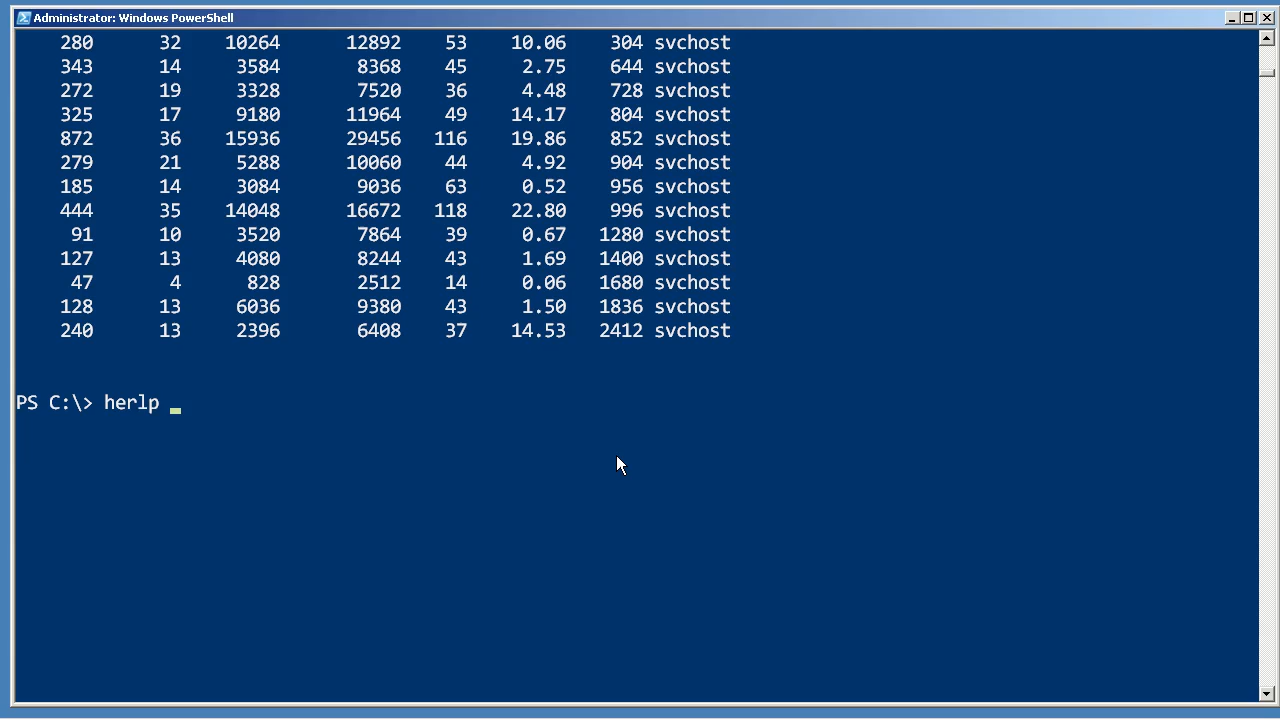 Administrator: Windows PowerShell
280 32 10264 12892 53 10.06 304 svchost
343 14 3584 8368 45 2.75 644 svchost
272 19 3328 7520 36 4.48 728 svchost
325 17 9180 11964 49 14.17 804 svchost
872 36 15936 29456 116 19.86 852 svchost
279 21 5288 10060 44 4.92 904 svchost
185 14 3084 9036 63 0.52 956 svchost
444 35 14048 16672 118 22.80 996 svchost
91 10 3520 7864 39 0.67 1280 svchost
127 13 4080 8244 43 1.69 1400 svchost
47 4 828 2512 14 0.06 1680 svchost
128 13 6036 9380 43 1.50 1836 svchost
240 13 2396 6408 37 14.53 2412 svchost
PS C:\> herlp _